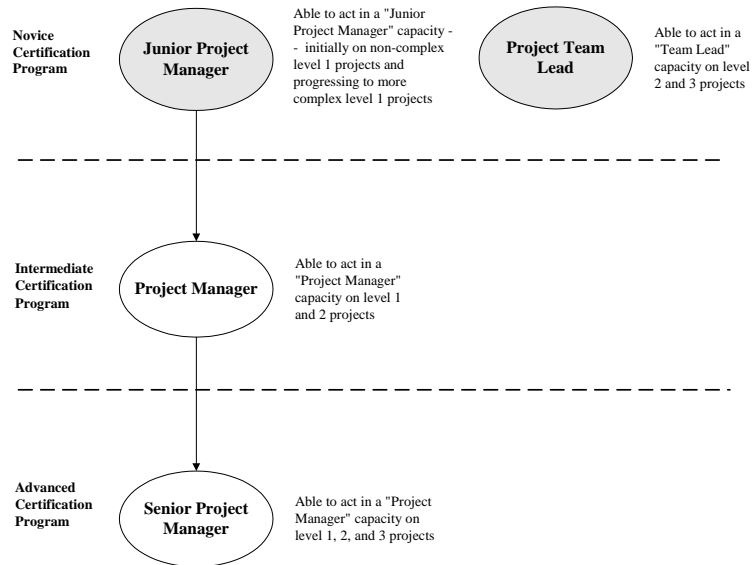 Novice
Certification
Program
Junior Project
Manager
Able to act in a "Junior
Project Manager" capacity -
- initially on non-complex
level 1 projects and
progressing to more
complex level 1 projects
Project Team
Lead
Able to act in a
"Team Lead"
capacity on level
2 and 3 projects
Intermediate
Certification
Program
Project Manager
Able to act in a
"Project Manager"
capacity on level 1
and 2 projects
Advanced
Certification
Program
Senior Project
Manager
Able to act in a "Project
Manager" capacity on
level 1, 2, and 3 projects